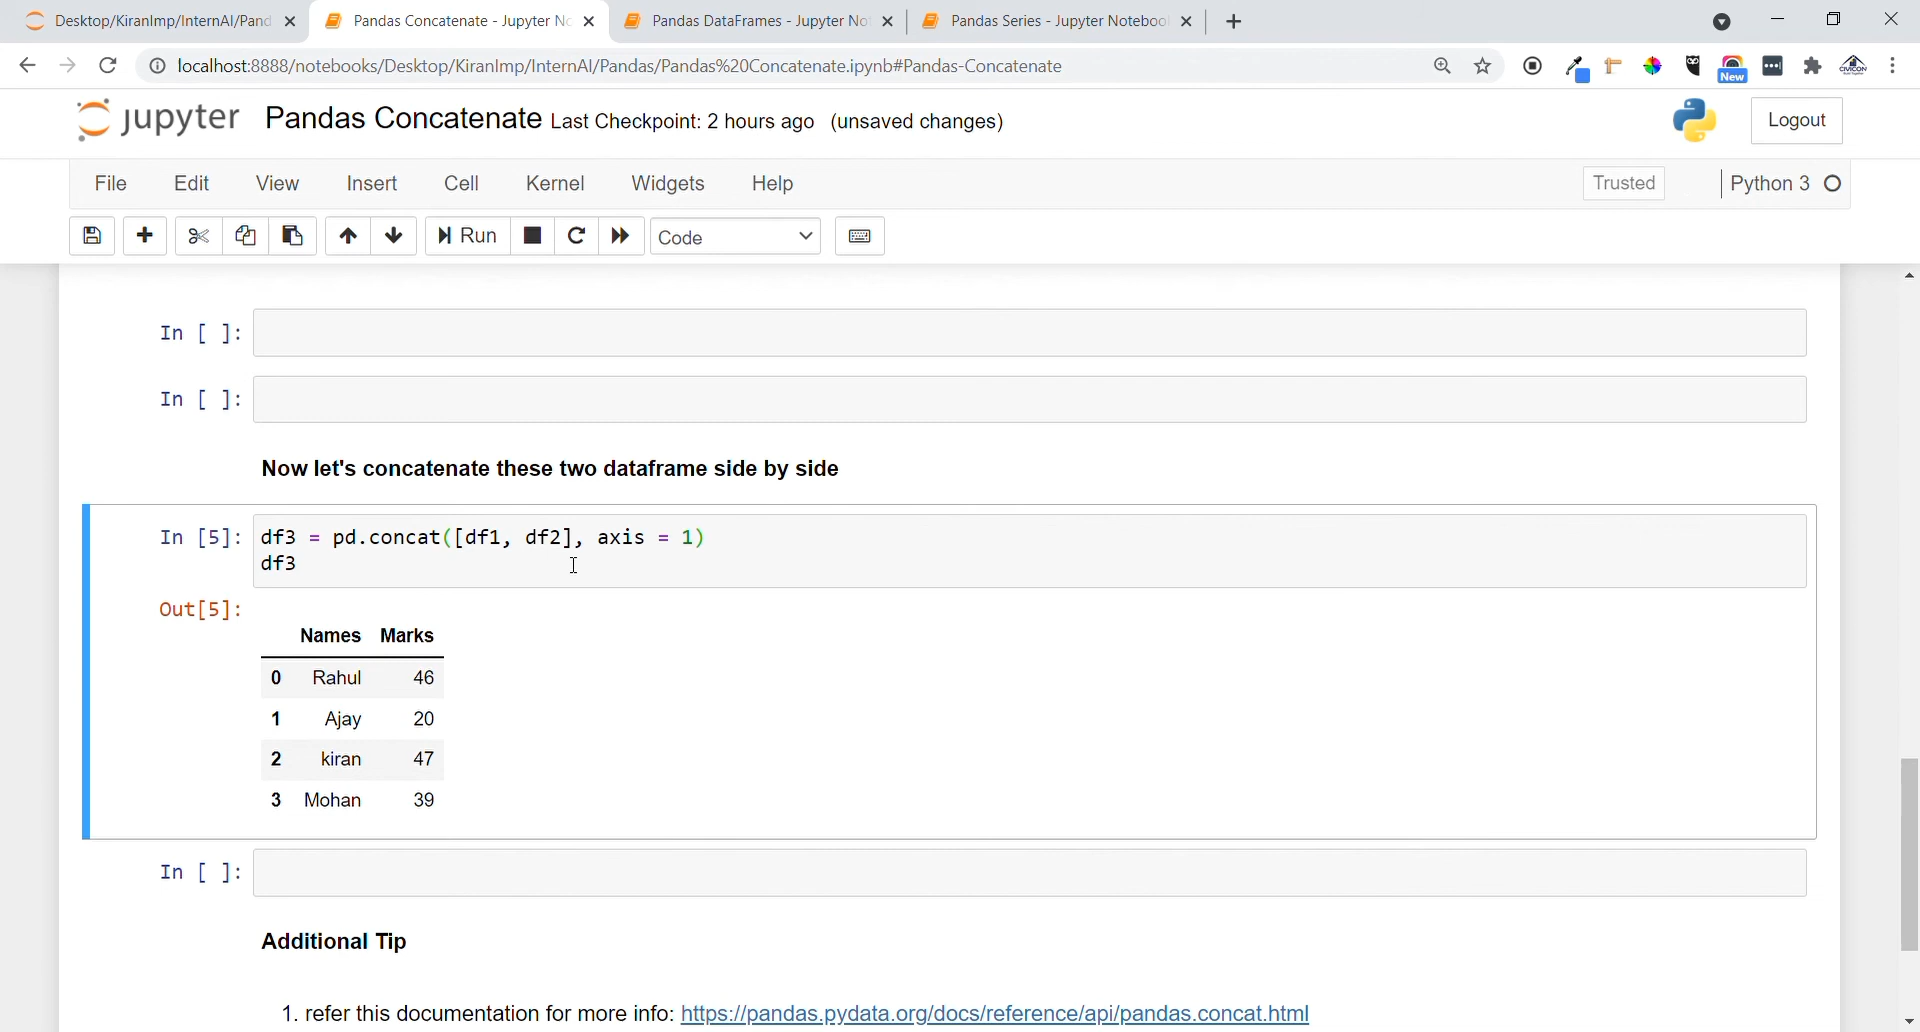 Desktop/KiranImp/InternAI/Pand
Pandas Concatenate - Jupyter No
Pandas DataFrames - Jupyter Not
Pandas Series - Jupyter Notebool
localhost:8888/notebooks/Desktop/KiranImp/InternAI/Pandas/Pandas%20Concatenate.ipynb#Pandas-Concatenate
New
CIVICON
jupyter Pandas Concatenate Last Checkpoint: 2 hours ago (unsaved changes)
Logout
File Edit View Insert Cell Kernel Widgets Help
Trusted
Python 3
Run
Code
In [ ]:
In [ ]:
Now let's concatenate these two dataframe side by side
In [5]: df3 = pd.concat([df1, df2], axis = 1)
df3
Out[5]:
Names Marks
0 Rahul 46
1 Ajay 20
2 kiran 47
3 Mohan 39
In [ ]:
Additional Tip
1. refer this documentation for more info: https://pandas.pydata.org/docs/reference/api/pandas.concat.html